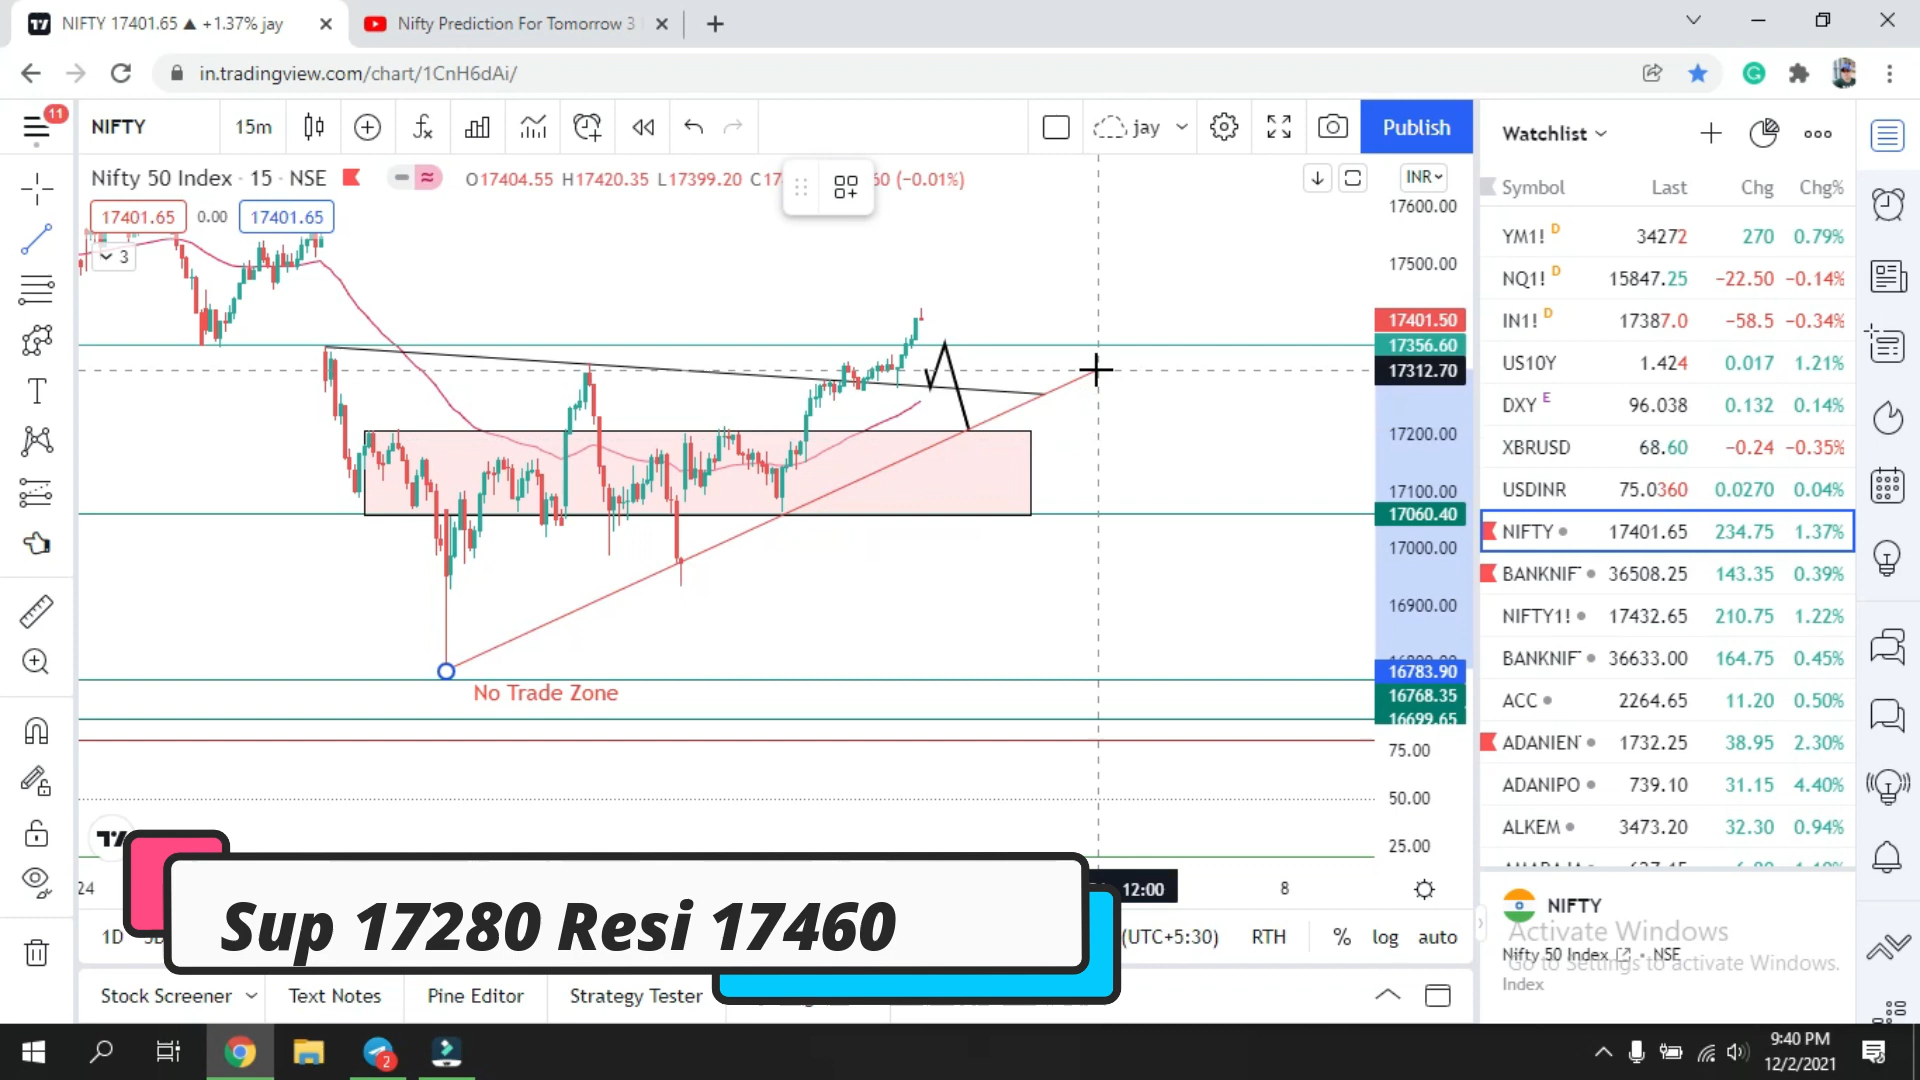 NIFTY 17401.65 ▲ +1.37% jay
Nifty Prediction For Tomorrow 3
in.tradingview.com/chart/1CnH6dAi/
11
NIFTY
15m
jay
Publish
Watchlist
Nifty 50 Index · 15 · NSE
O17404.55 H17420.35 L17399.20 C17 60 (−0.01%)
INR
17401.65 0.00 17401.65
3
17600.00
17500.00
17401.50
17356.60
17312.70
17200.00
17100.00
17060.40
17000.00
16900.00
16783.90
16768.35
16699.65
75.00
50.00
25.00
No Trade Zone
Symbol Last Chg Chg%
YM1! D 34272 270 0.79%
NQ1! D 15847.25 −22.50 −0.14%
IN1! D 17387.0 −58.5 −0.34%
US10Y 1.424 0.017 1.21%
DXY E 96.038 0.132 0.14%
XBRUSD 68.60 −0.24 −0.35%
USDINR 75.0360 0.0270 0.04%
NIFTY 17401.65 234.75 1.37%
BANKNIF 36508.25 143.35 0.39%
NIFTY1! 17432.65 210.75 1.22%
BANKNIF 36633.00 164.75 0.45%
ACC 2264.65 11.20 0.50%
ADANIEN 1732.25 38.95 2.30%
ADANIPO 739.10 31.15 4.40%
ALKEM 3473.20 32.30 0.94%
24
12:00
8
1D
(UTC+5:30) RTH % log auto
Sup 17280 Resi 17460
NIFTY
Nifty 50 Index · NSE
Index
Activate Windows
Go to Settings to activate Windows.
Stock Screener Text Notes Pine Editor Strategy Tester
2
9:40 PM
12/2/2021